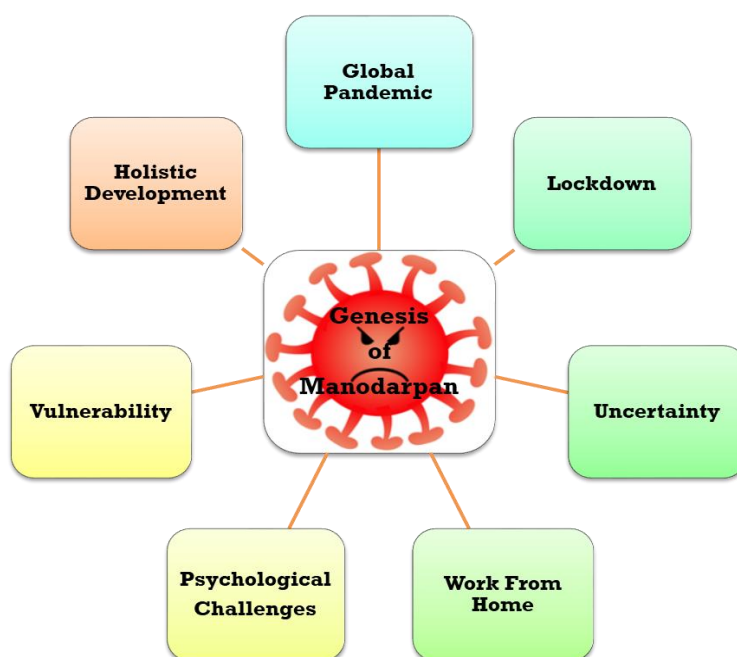 Global
Pandemic
Lockdown
Uncertainty
Work From
Home
Psychological
Challenges
Vulnerability
Holistic
Development
Genesis
of
Manodarpan